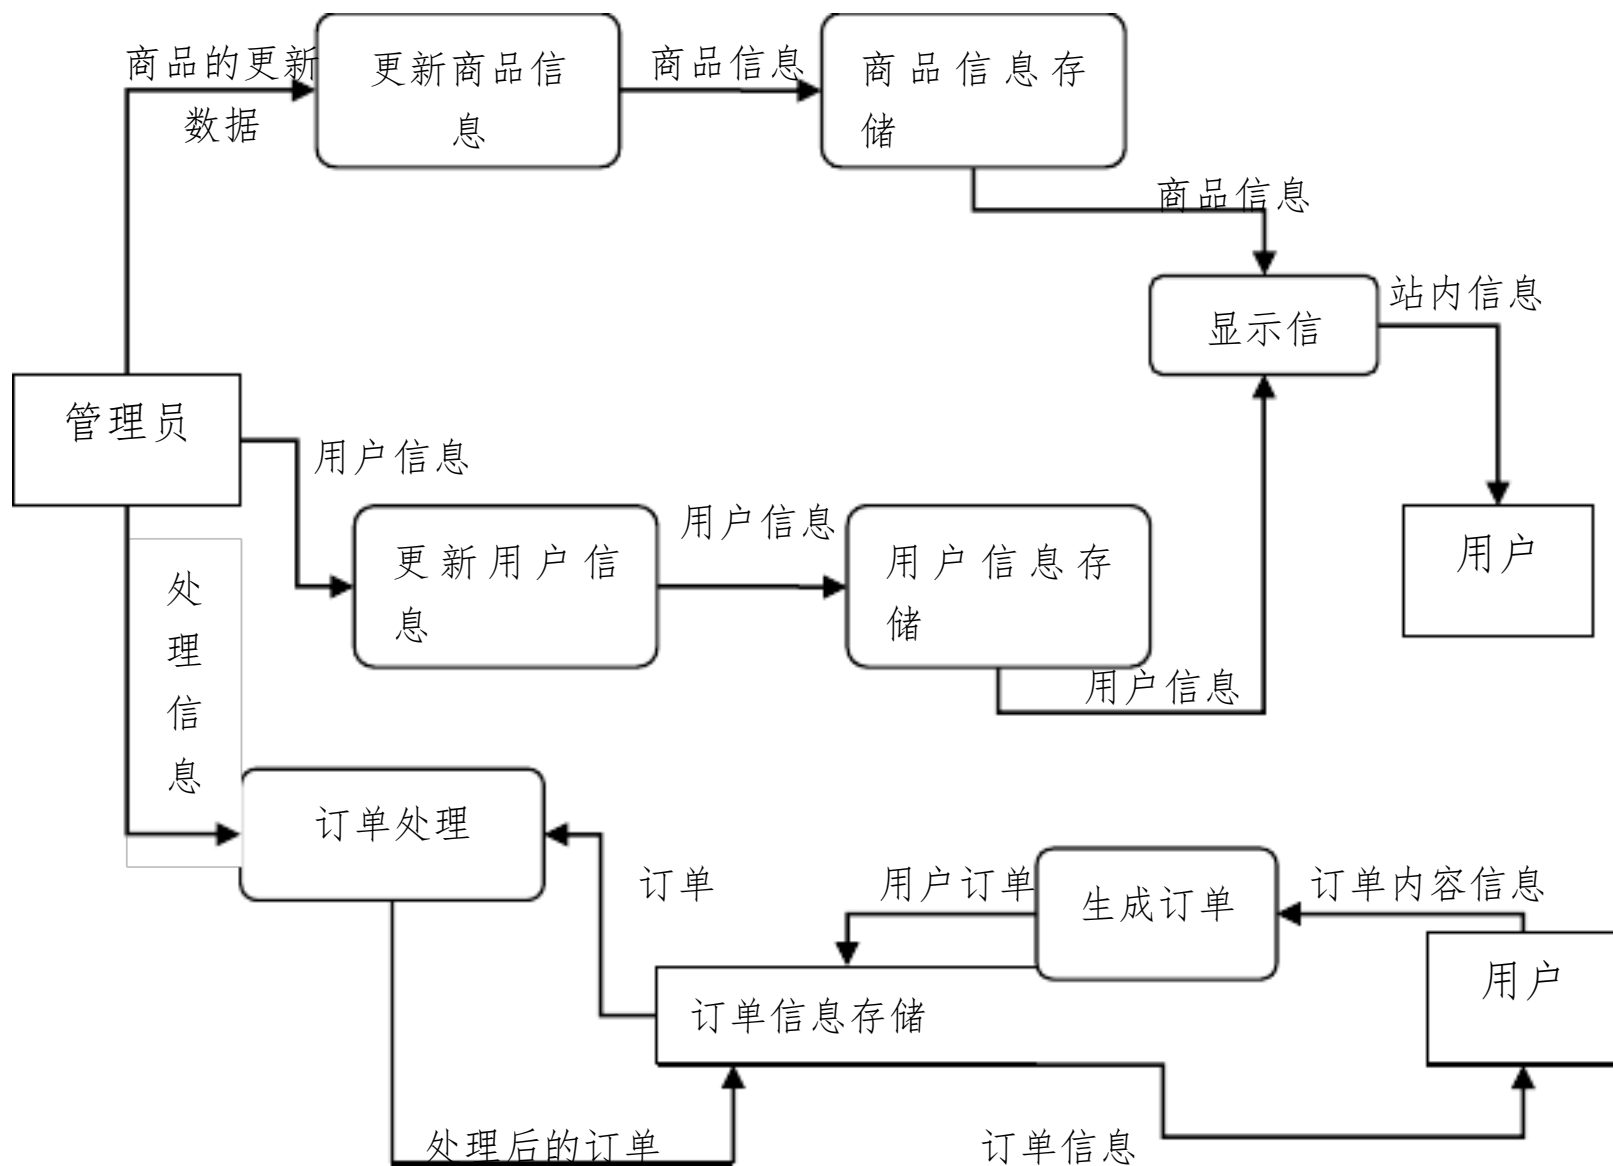 商品的更新
数据
更新商品信
息
商品信息
商品信息存
储
商品信息
显示信
站内信息
管理员
用户信息
更新用户信
息
用户信息
用户信息存
储
用户信息
用户
处
理
信
息
订单处理
订单
用户订单
生成订单
订单内容信息
用户
订单信息存储
处理后的订单
订单信息